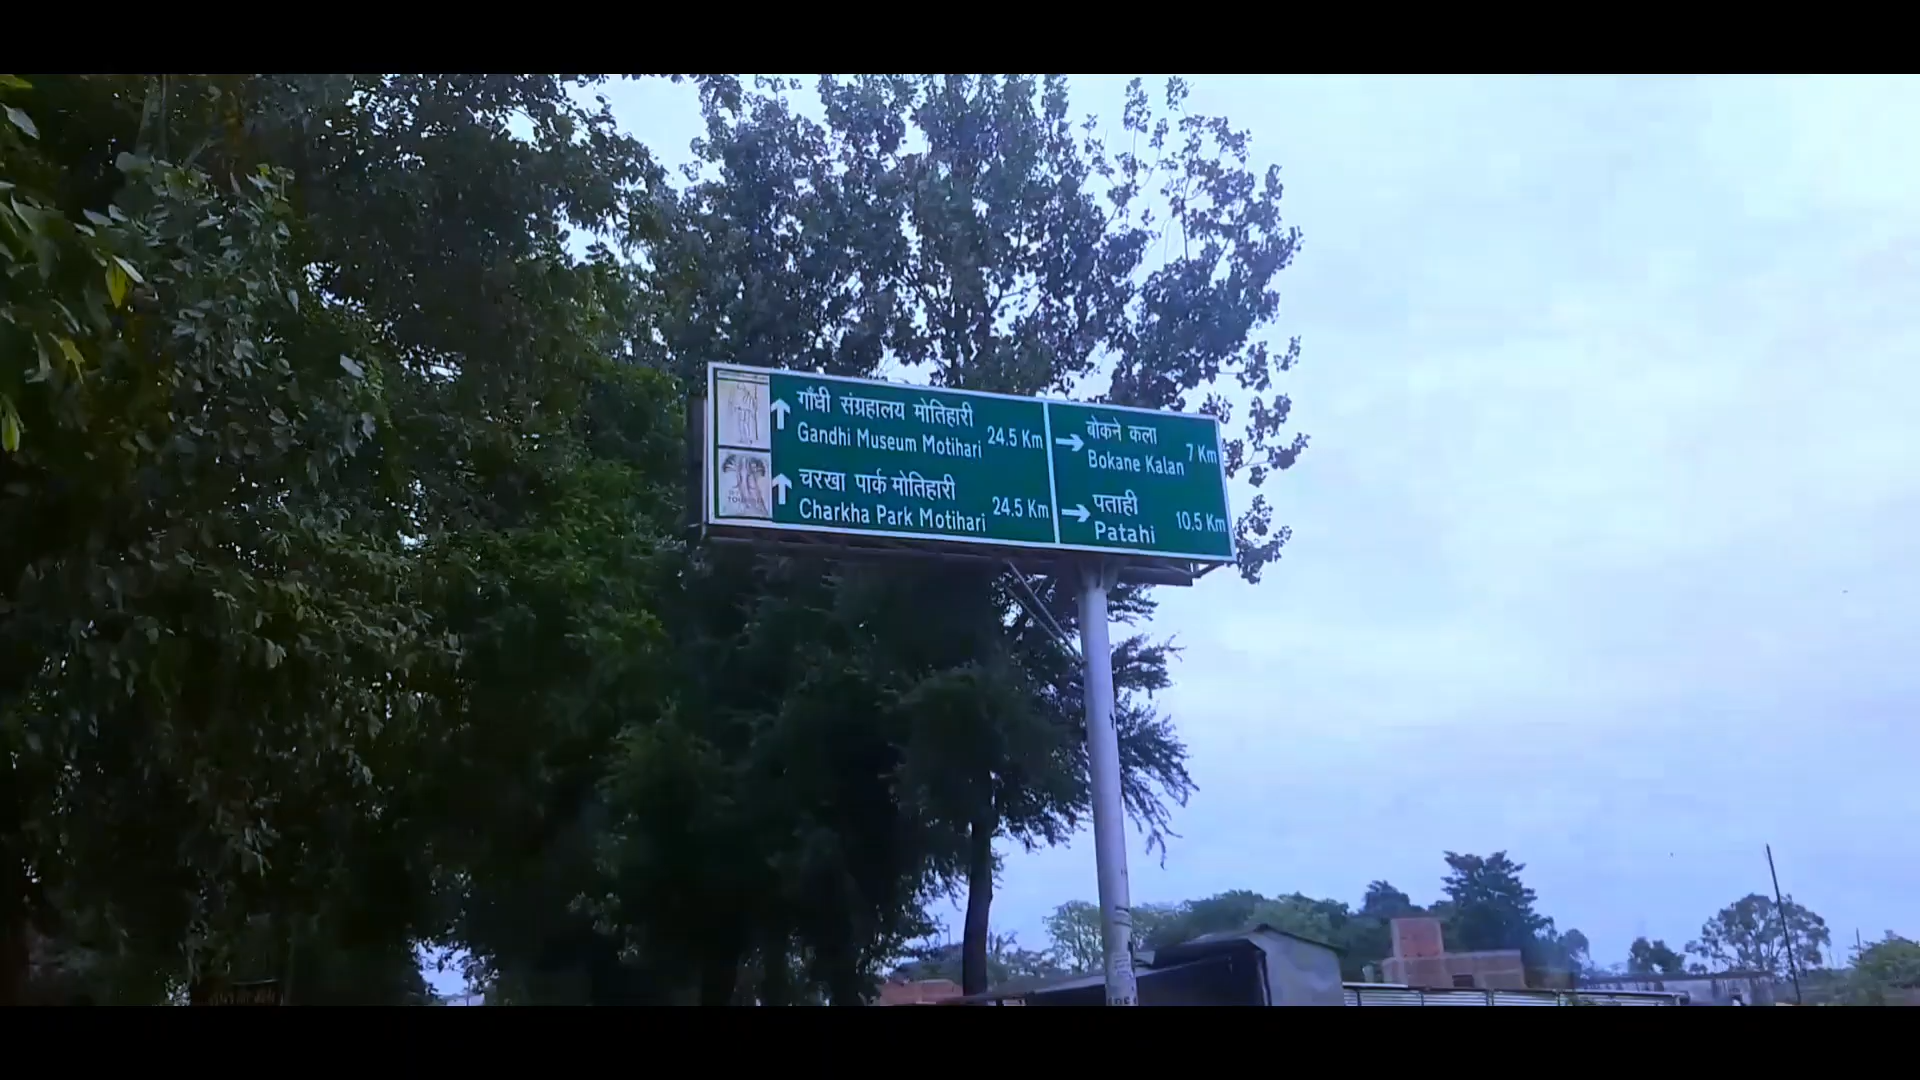 गाँधी संग्रहालय मोतिहारी
Gandhi Museum Motihari 24.5 Km
चरखा पार्क मोतिहारी
Charkha Park Motihari 24.5 Km
बोकने कला
Bokane Kalan 7 Km
पताही
Patahi 10.5 Km